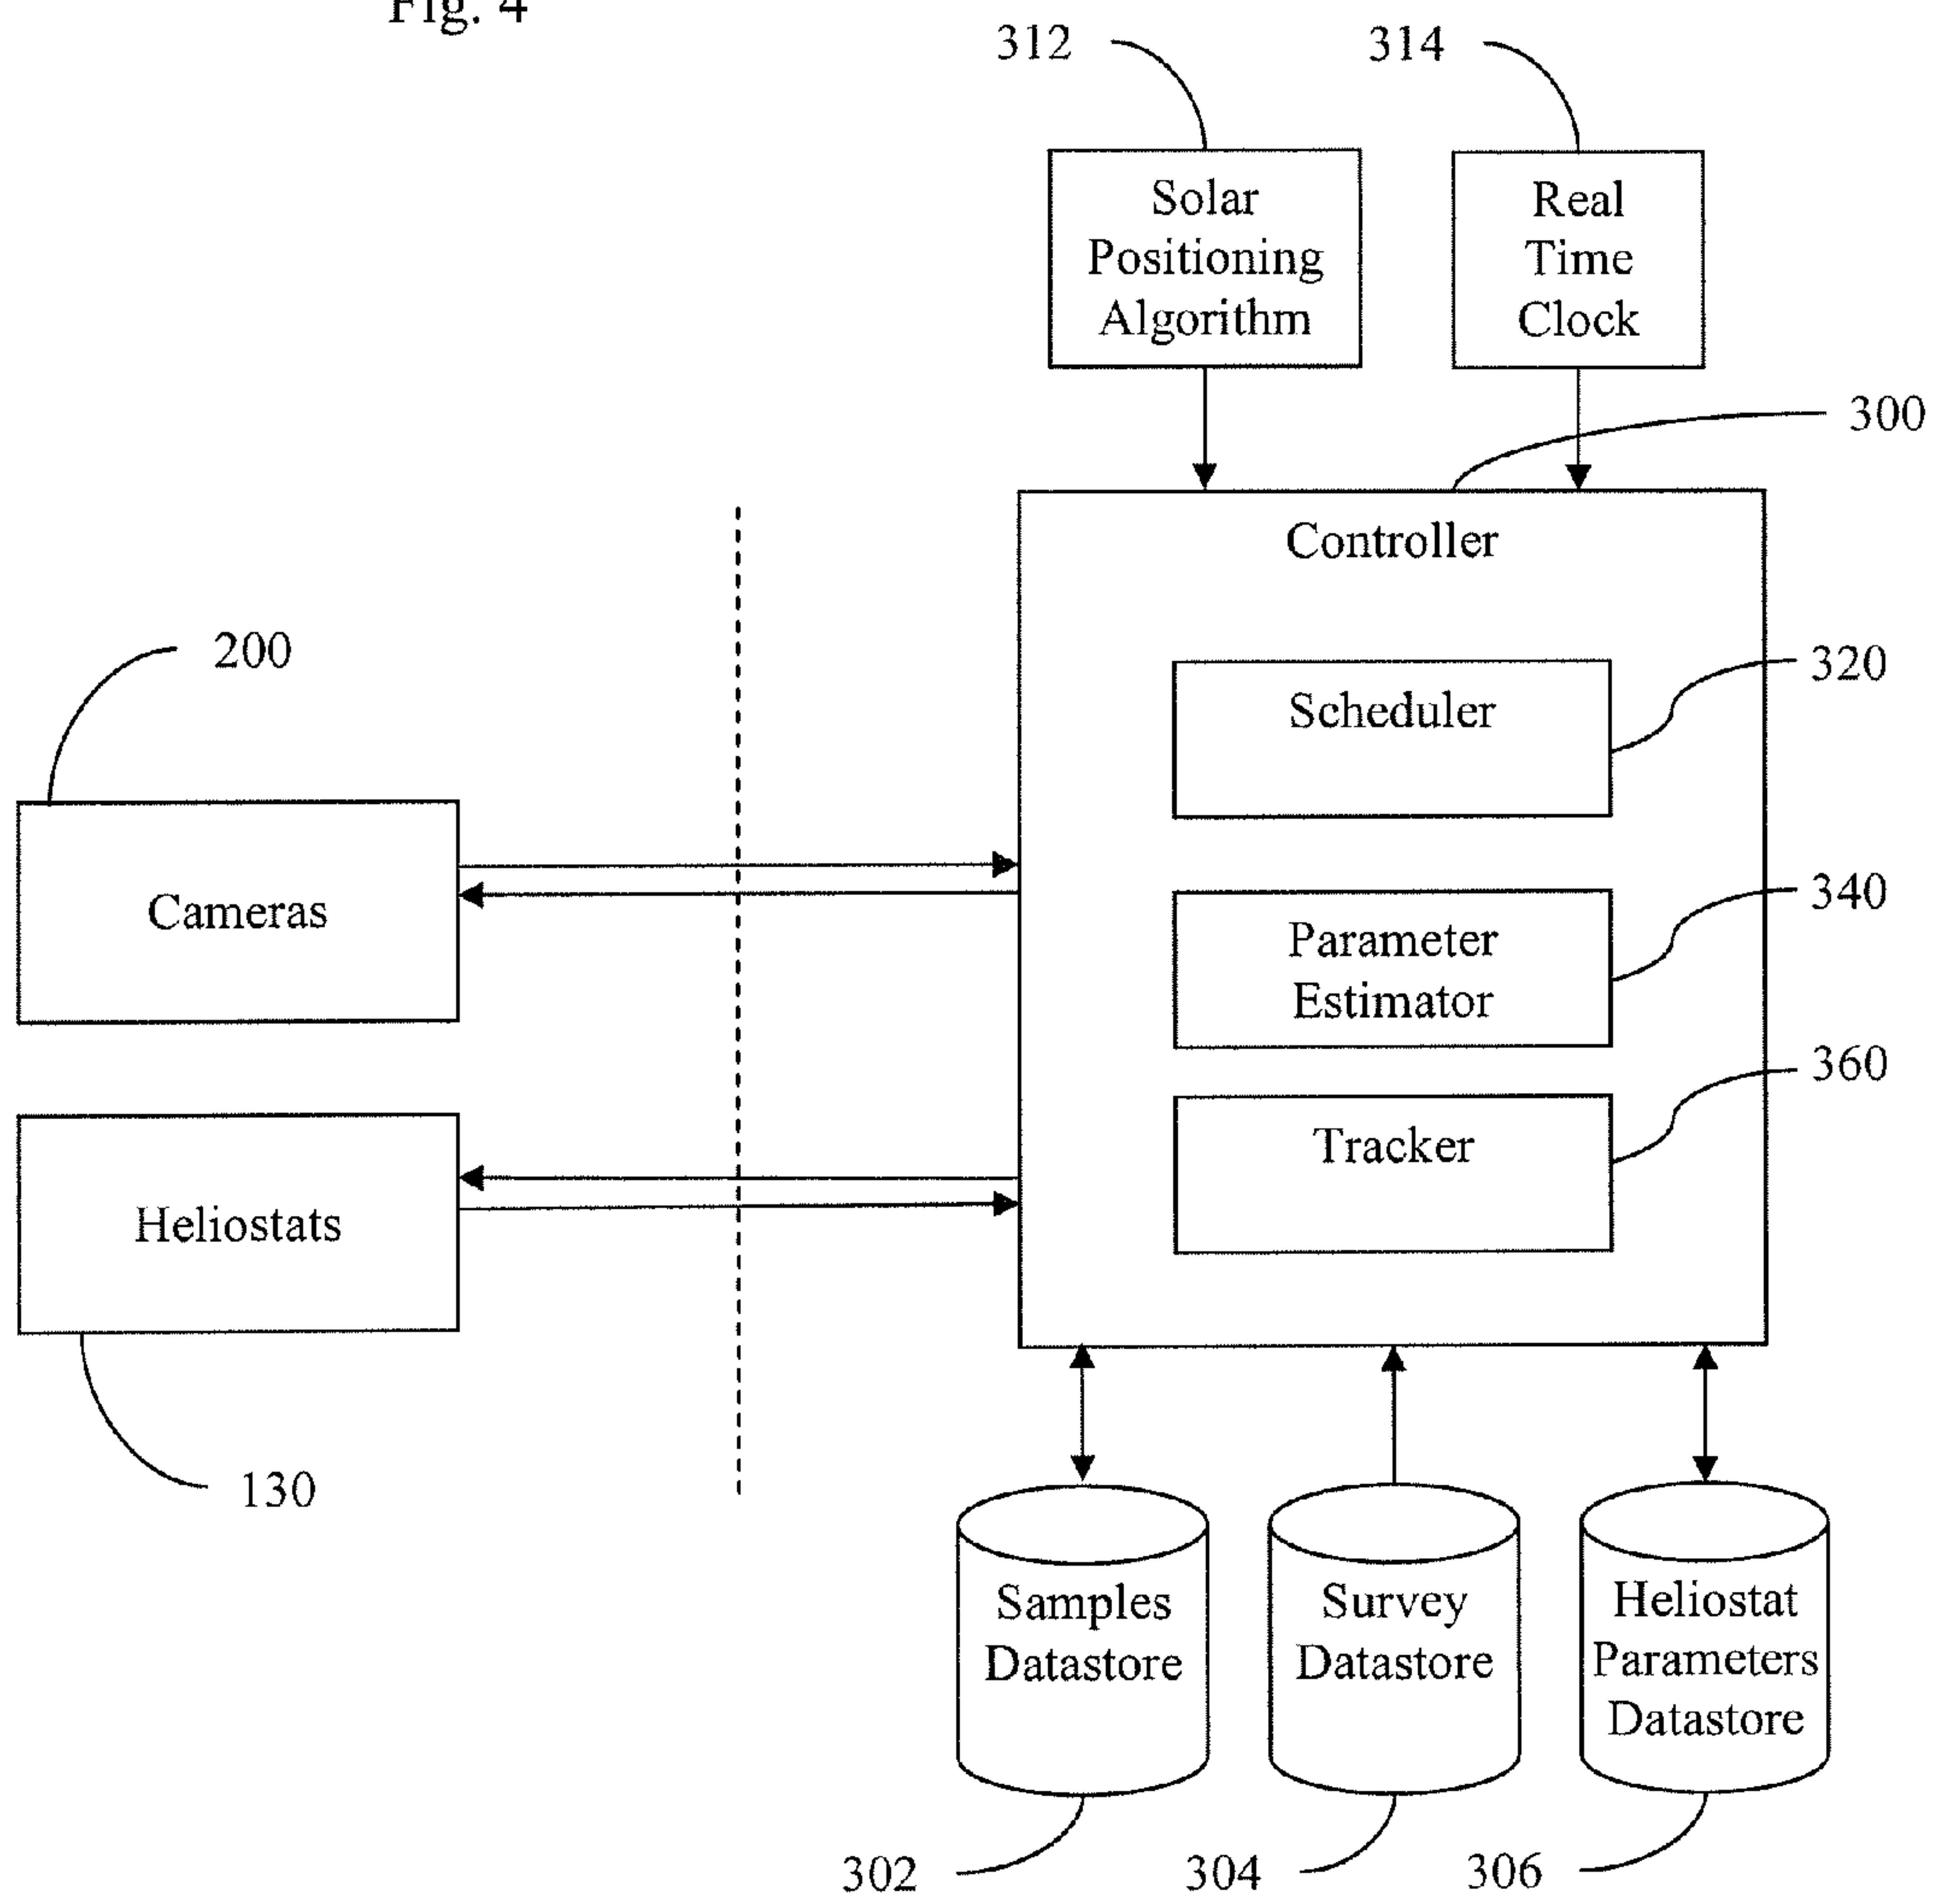 Fig. 4
312
314
Solar
Positioning
Algorithm
Real
Time
Clock
300
Controller
200
320
Scheduler
Cameras
340
Parameter
Estimator
360
Tracker
Heliostats
130
Samples
Datastore
Survey
Datastore
Heliostat
Parameters
Datastore
302
304
306